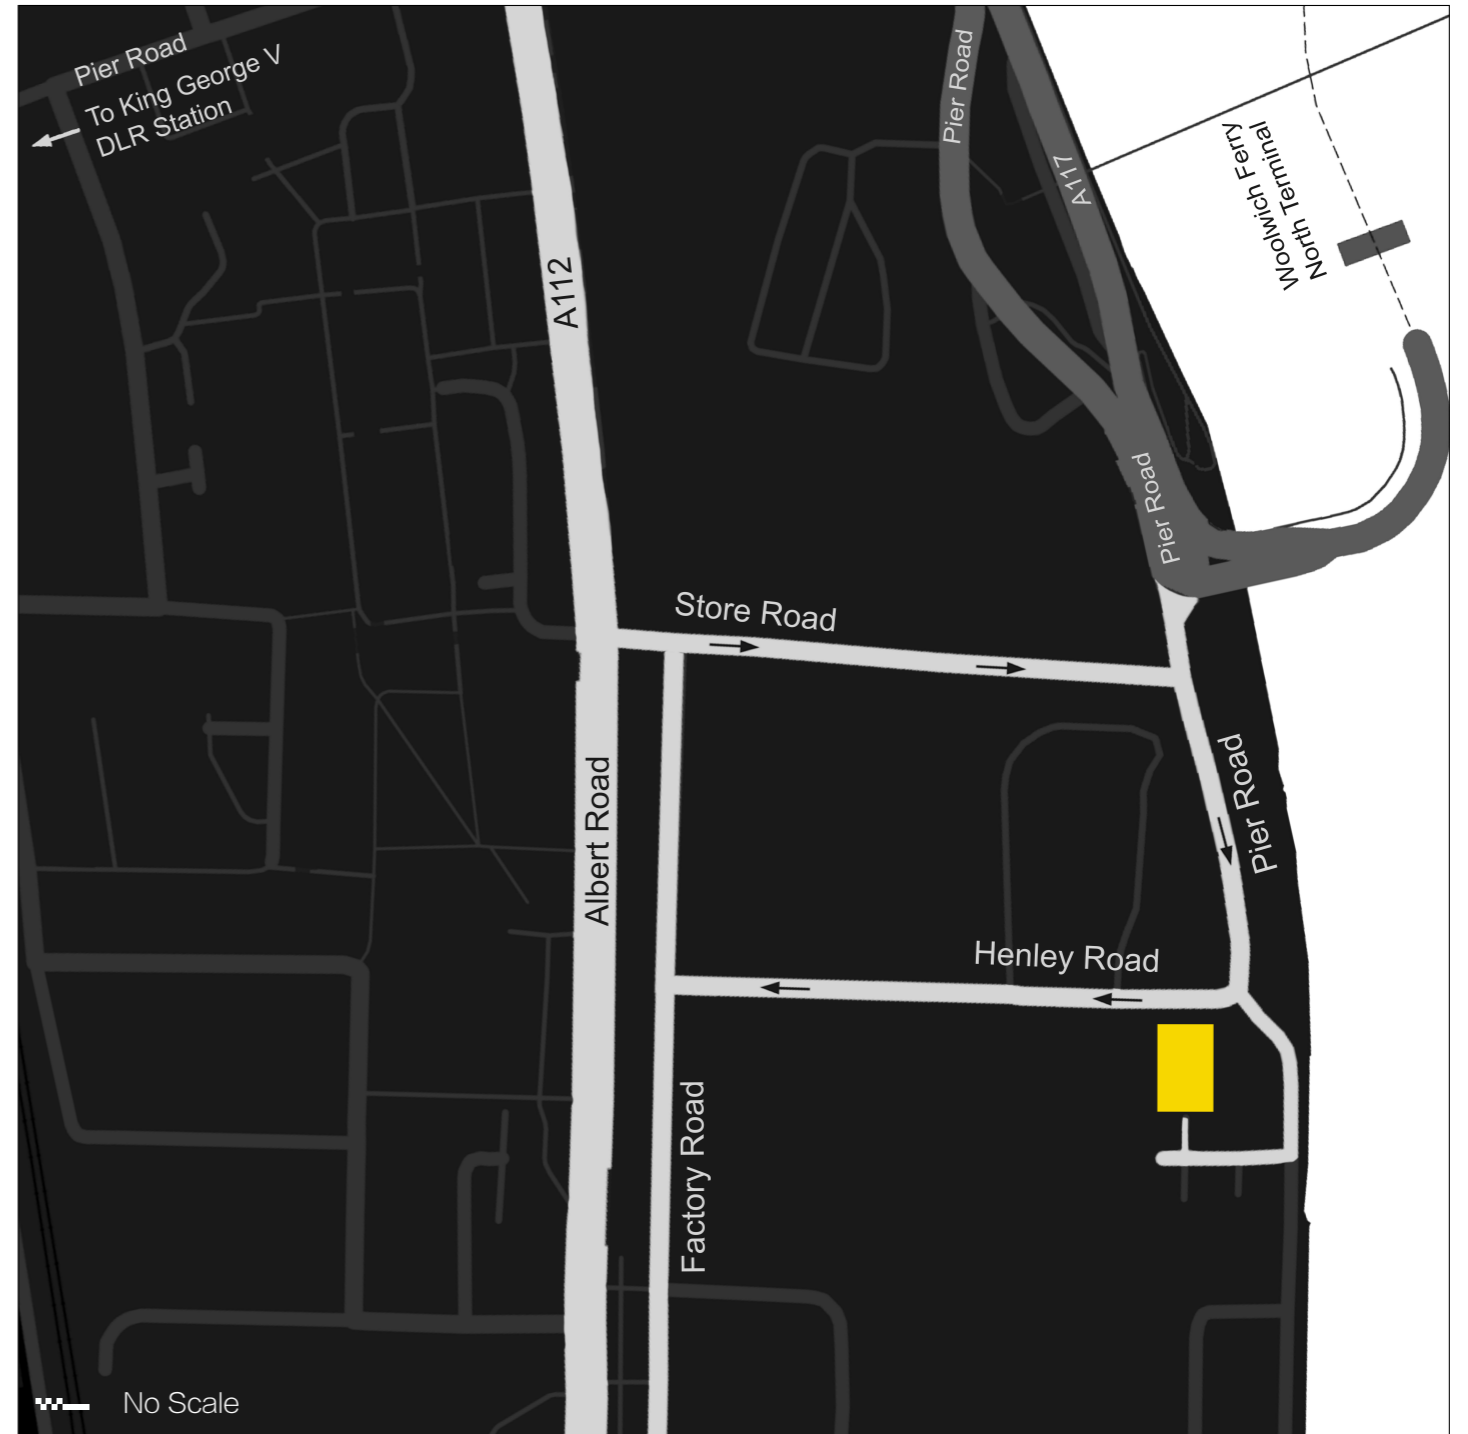 Pier Road
To King George V
DLR Station
A112
Pier Road
A117
Woolwich Ferry
North Terminal
Pier Road
Store Road
Pier Road
Albert Road
Henley Road
Factory Road
No Scale